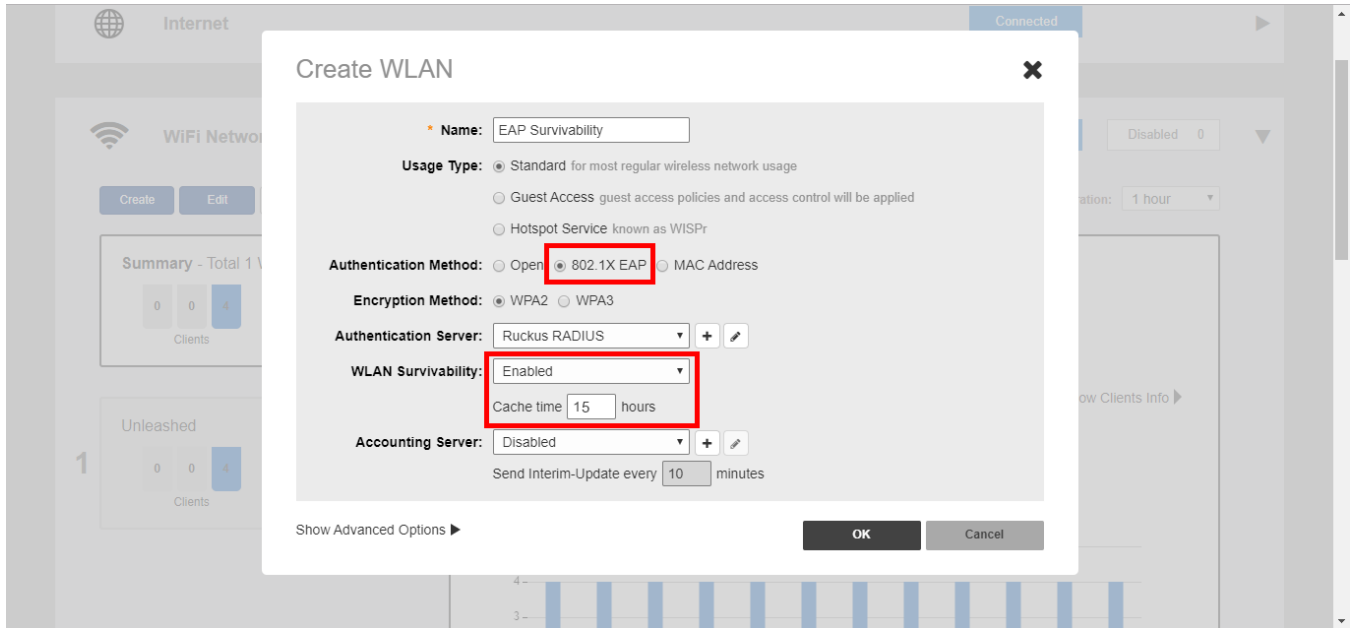 Internet
Connected
Create WLAN
WiFi Networ
Disabled 0
* Name: EAP Survivability
Usage Type: Standard for most regular wireless network usage
Guest Access guest access policies and access control will be applied
Hotspot Service known as WISPr
Create Edit
ration: 1 hour
Summary - Total 1 W
0 0 4
Clients
Authentication Method: Open 802.1X EAP MAC Address
Encryption Method: WPA2 WPA3
Authentication Server: Ruckus RADIUS
WLAN Survivability: Enabled
Cache time 15 hours
ow Clients Info
Unleashed
1
0 0 4
Clients
Accounting Server: Disabled
Send Interim-Update every 10 minutes
Show Advanced Options
OK Cancel
4
3